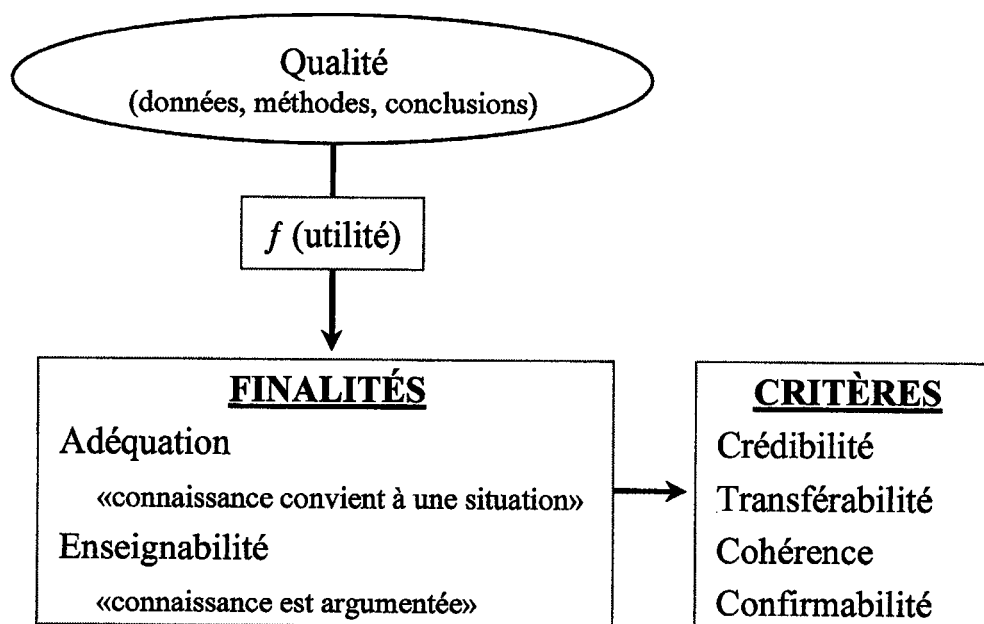 Qualité
(données, méthodes, conclusions)
f (utilité)
FINALITÉS
Adéquation
«connaissance convient à une situation»
Enseignabilité
«connaissance est argumentée»
CRITÈRES
Crédibilité
Transférabilité
Cohérence
Confirmabilité